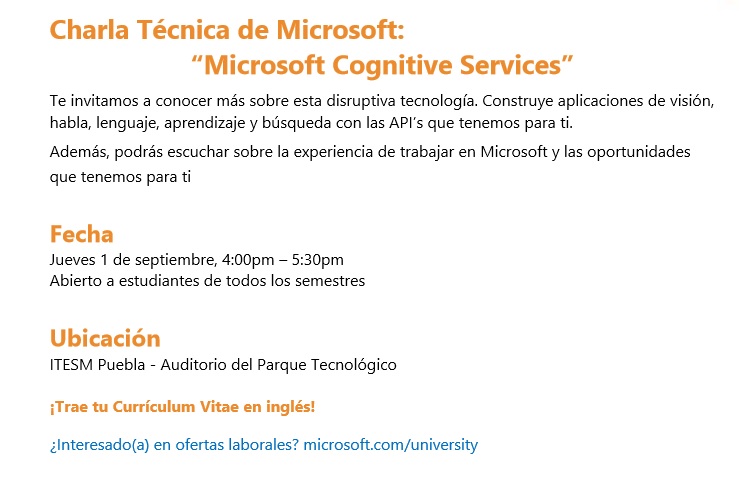 Charla Técnica de Microsoft:
“Microsoft Cognitive Services”
Te invitamos a conocer más sobre esta disruptiva tecnología. Construye aplicaciones de visión,
habla, lenguaje, aprendizaje y búsqueda con las API’s que tenemos para ti.
Además, podrás escuchar sobre la experiencia de trabajar en Microsoft y las oportunidades
que tenemos para ti
Fecha
Jueves 1 de septiembre, 4:00pm – 5:30pm
Abierto a estudiantes de todos los semestres
Ubicación
ITESM Puebla - Auditorio del Parque Tecnológico
¡Trae tu Currículum Vitae en inglés!
¿Interesado(a) en ofertas laborales? microsoft.com/university